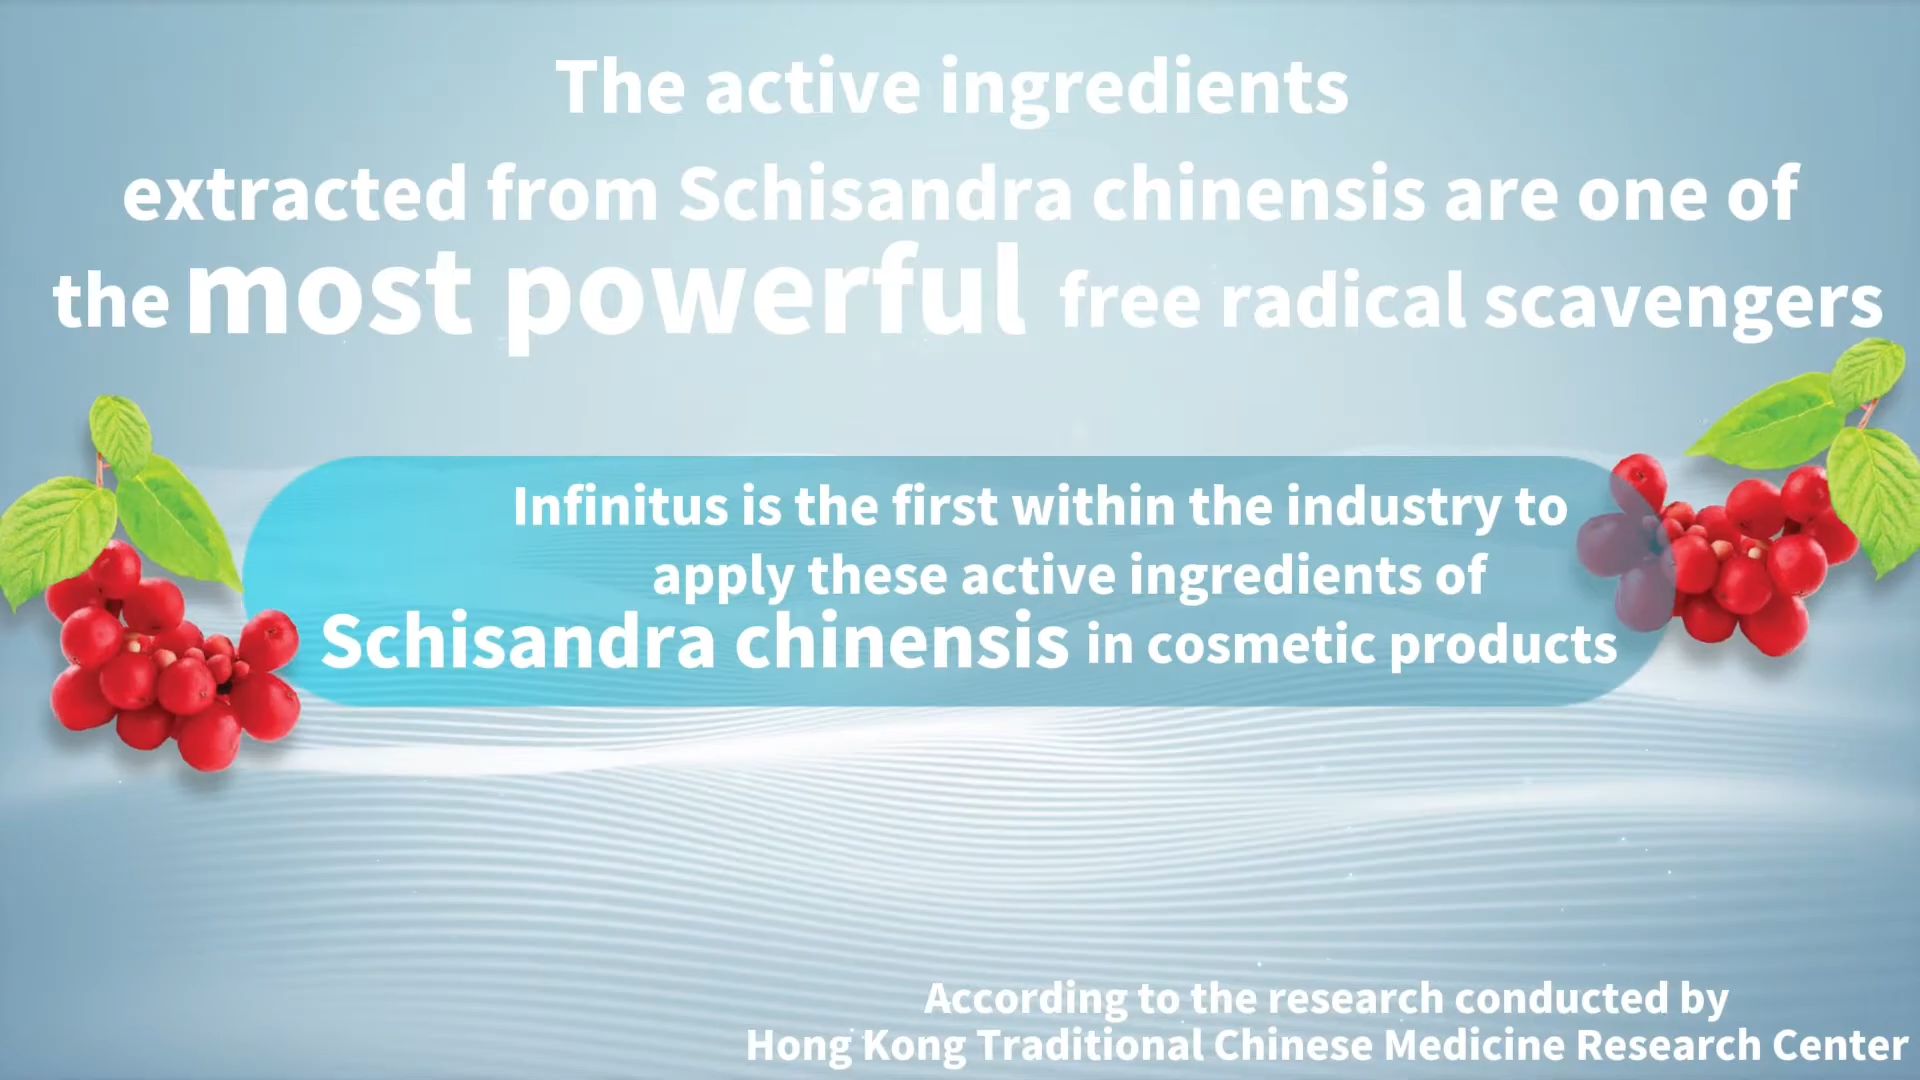 The active ingredients
extracted from Schisandra chinensis are one of
the most powerful free radical scavengers
Infinitus is the first within the industry to
apply these active ingredients of
Schisandra chinensis in cosmetic products
According to the research conducted by
Hong Kong Traditional Chinese Medicine Research Center